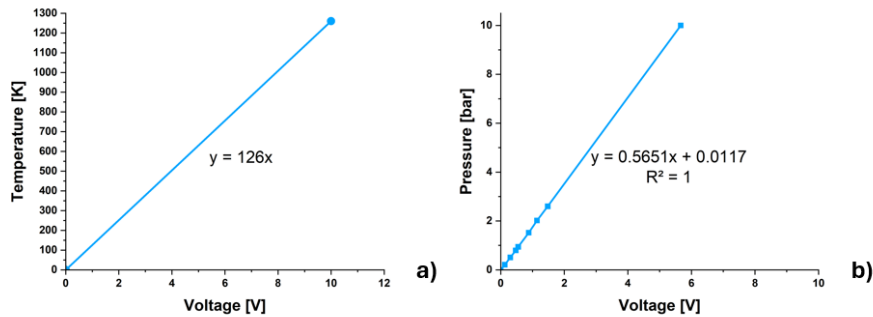 1300
1200
1100
1000
900
800
700
600
500
400
300
200
100
0
Temperature [K]
y = 126x
0 2 4 6 8 10 12
Voltage [V]
a)
10
8
6
4
2
0
Pressure [bar]
y = 0.5651x + 0.0117
R² = 1
0 2 4 6 8 10
Voltage [V]
b)